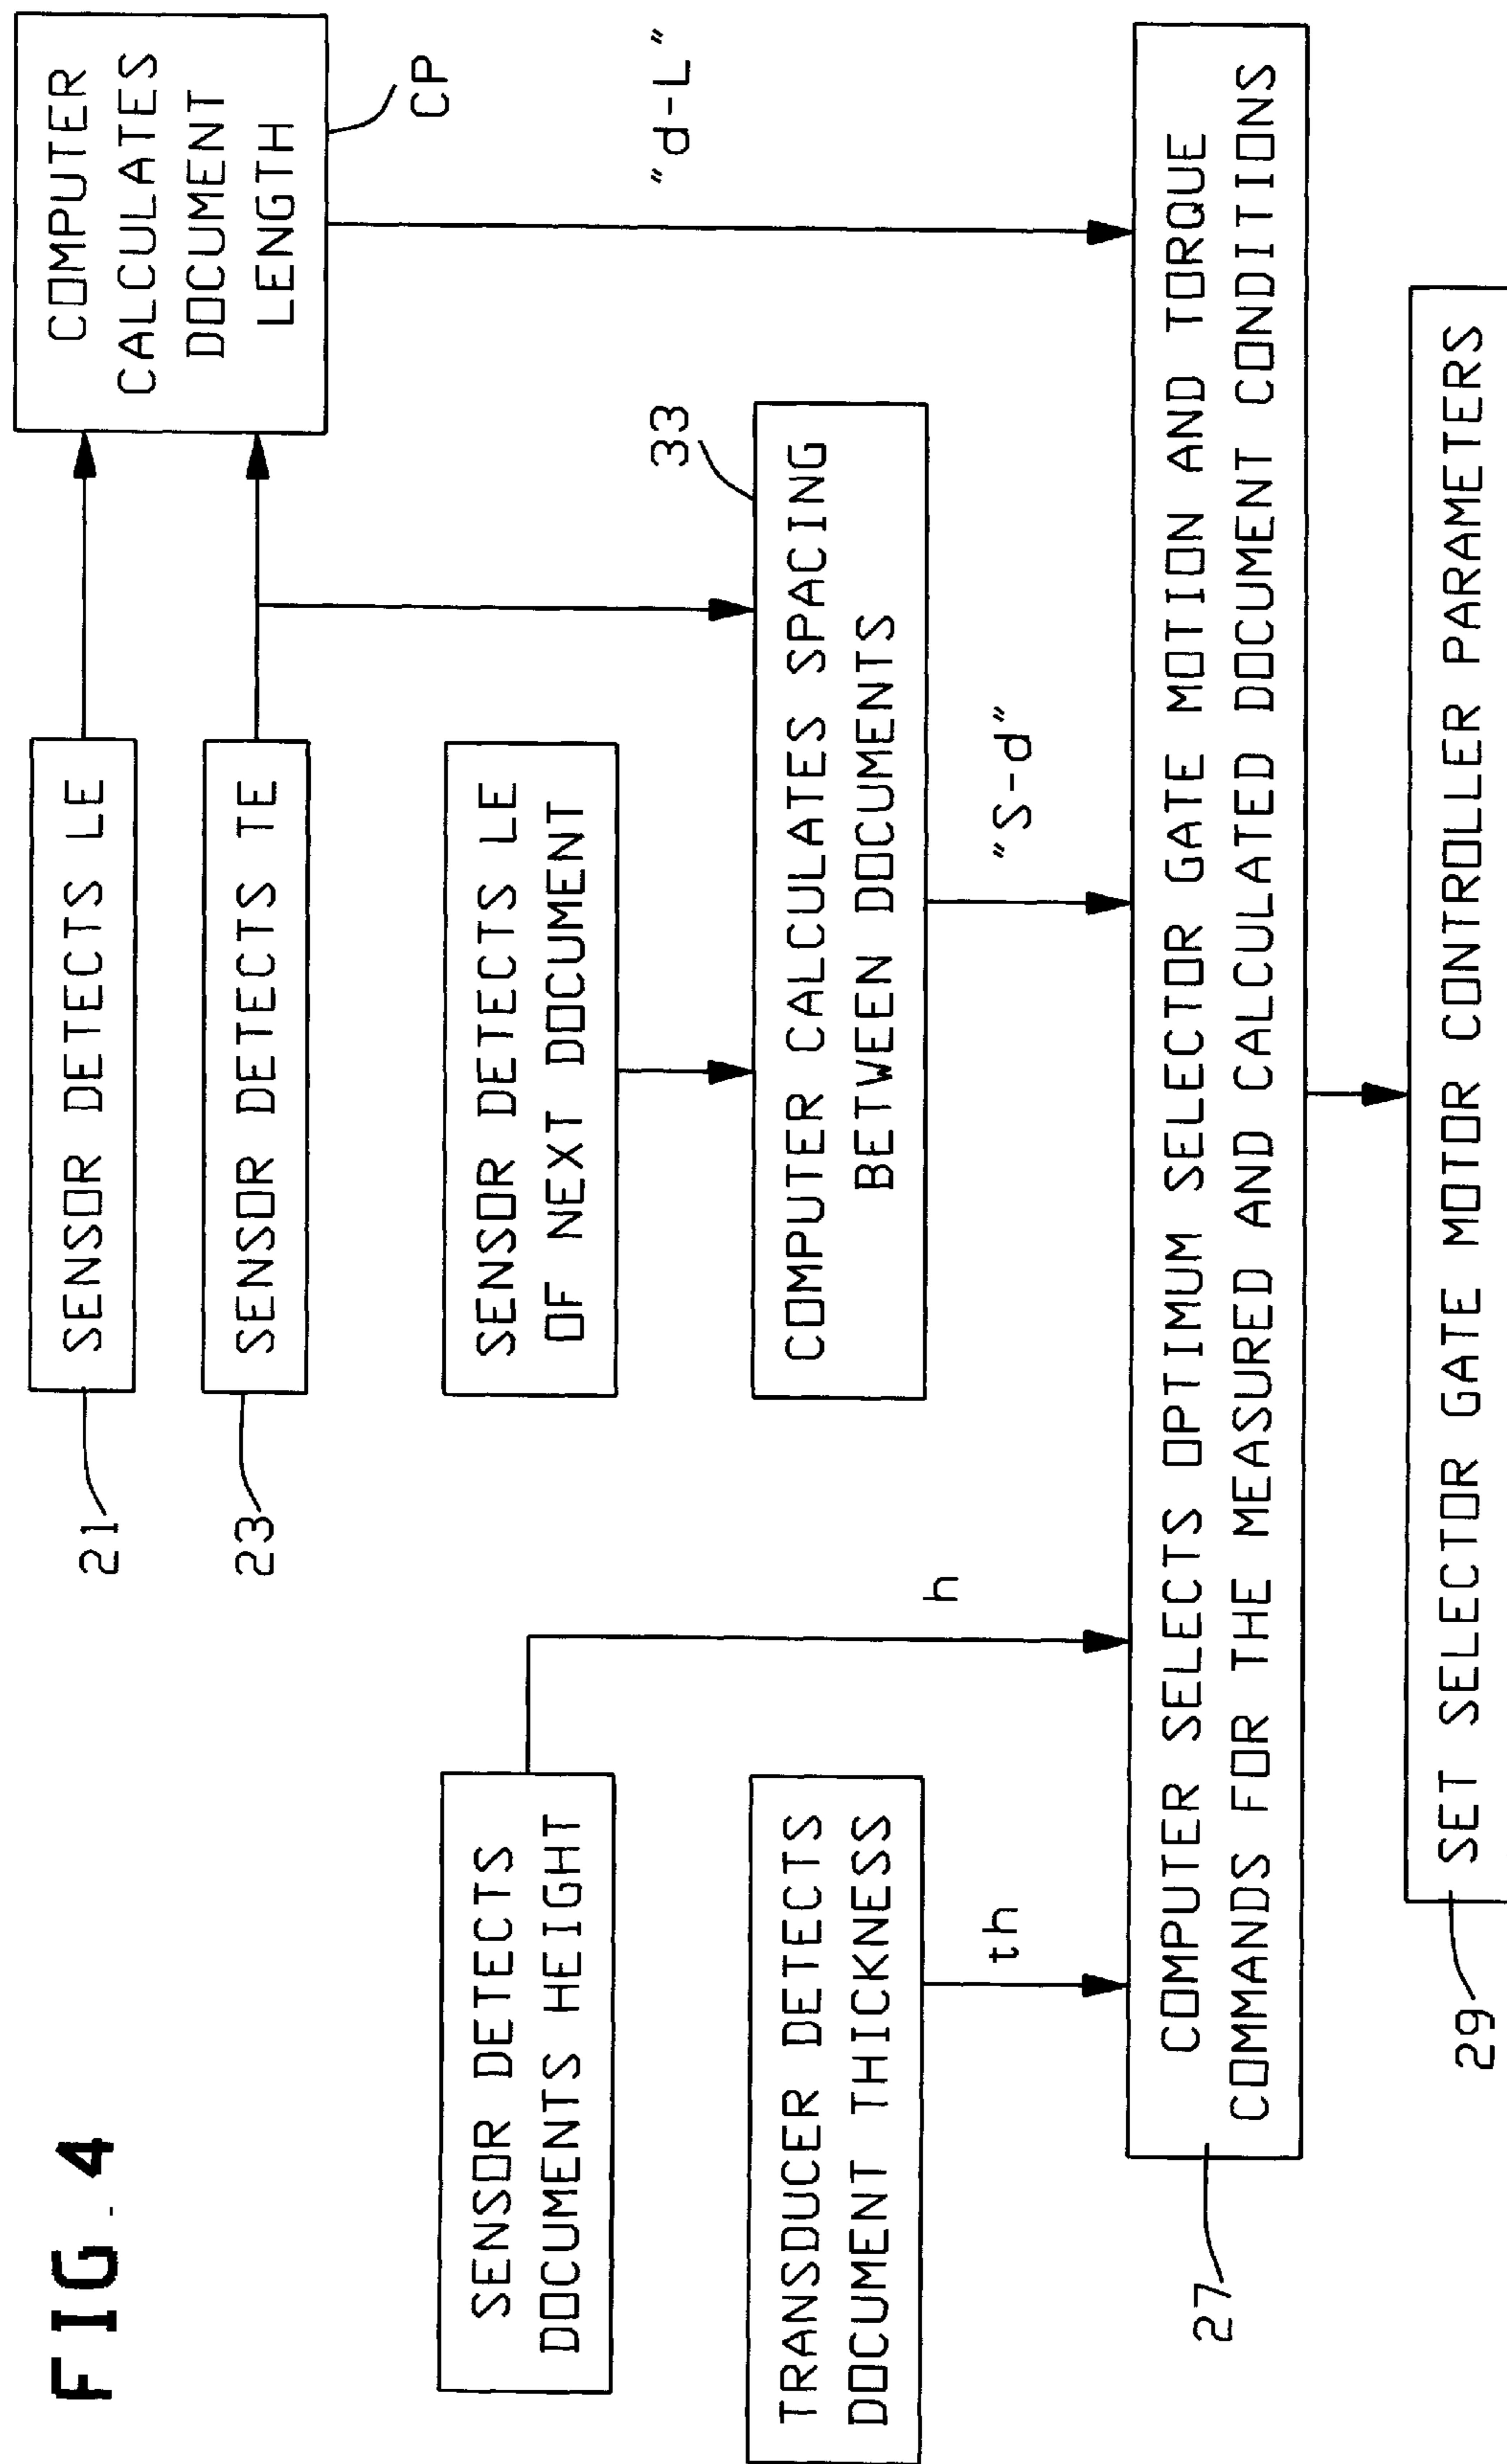 FIG. 4
21
SENSOR DETECTS LE
23
SENSOR DETECTS TE
COMPUTER
CALCULATES
DOCUMENT
LENGTH
CP
SENSOR DETECTS
DOCUMENTS HEIGHT
SENSOR DETECTS LE
OF NEXT DOCUMENT
33
TRANSDUCER DETECTS
DOCUMENT THICKNESS
COMPUTER CALCULATES SPACING
BETWEEN DOCUMENTS
th
h
"S-d"
"d-L"
27
COMPUTER SELECTS OPTIMUM SELECTOR GATE MOTION AND TORQUE
COMMANDS FOR THE MEASURED AND CALCULATED DOCUMENT CONDITIONS
29
SET SELECTOR GATE MOTOR CONTROLLER PARAMETERS